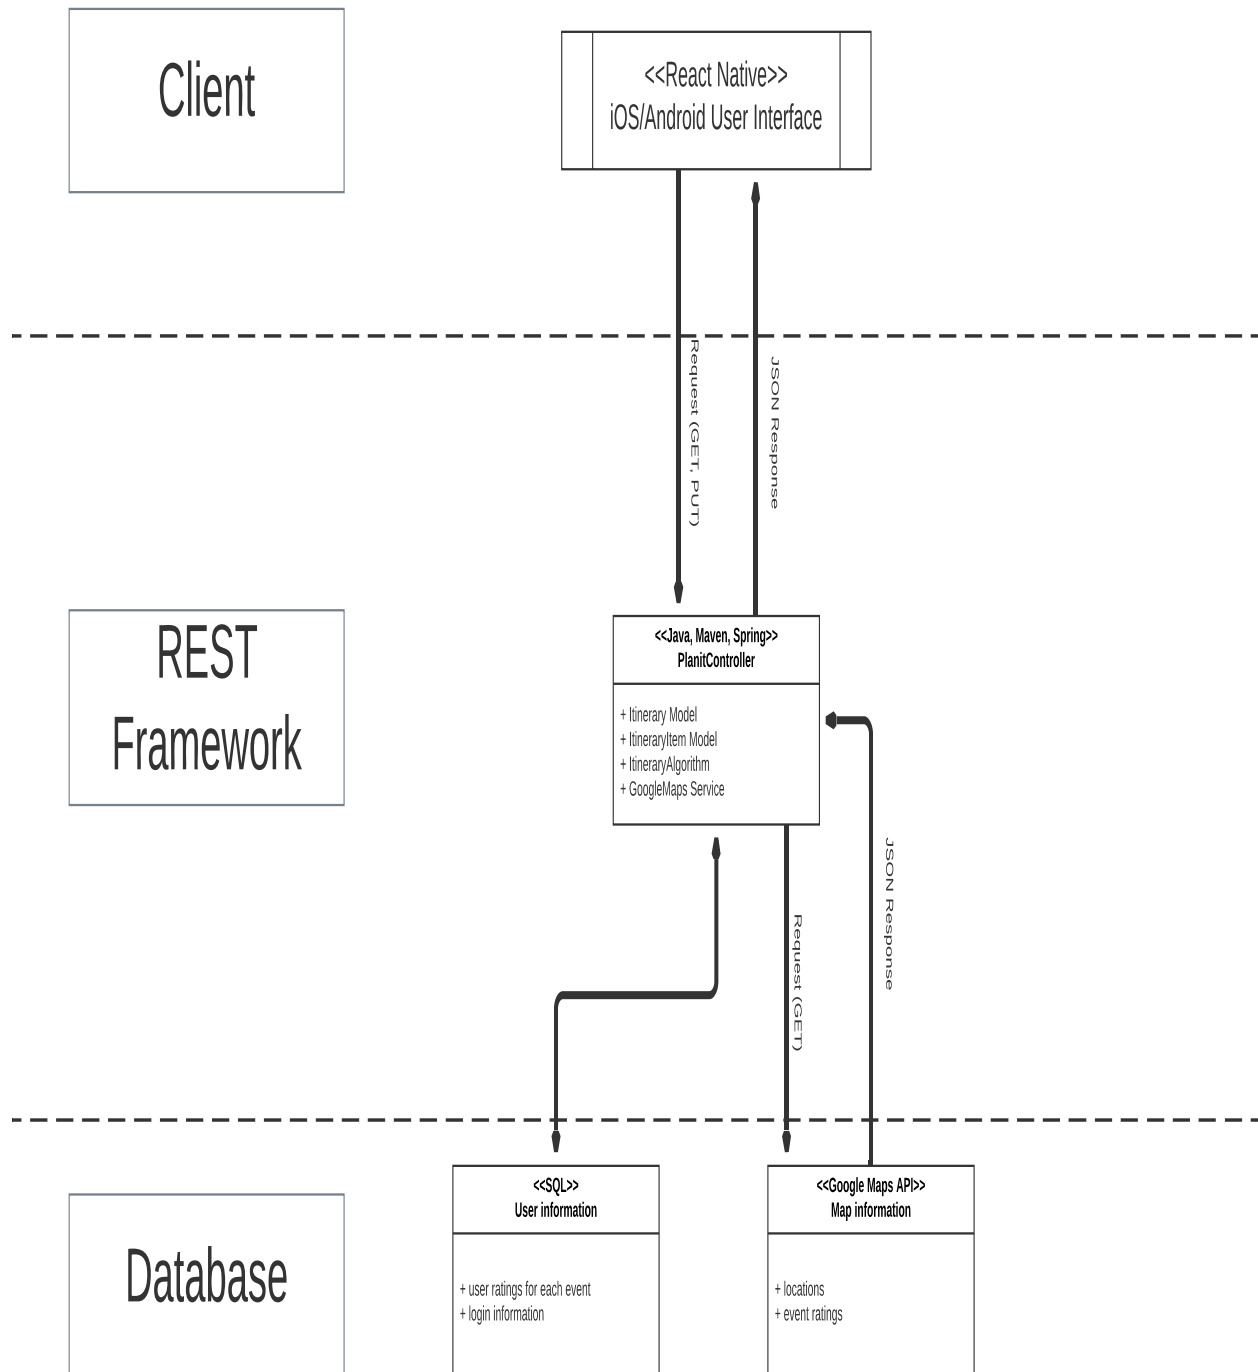 Client
<<React Native>>
iOS/Android User Interface
Request (GET, PUT)
JSON Response
REST
Framework
<<Java, Maven, Spring>>
PlanitController
+ Itinerary Model
+ ItineraryItem Model
+ ItineraryAlgorithm
+ GoogleMaps Service
Request (GET)
JSON Response
Database
<<SQL>>
User information
+ user ratings for each event
+ login information
<<Google Maps API>>
Map information
+ locations
+ event ratings